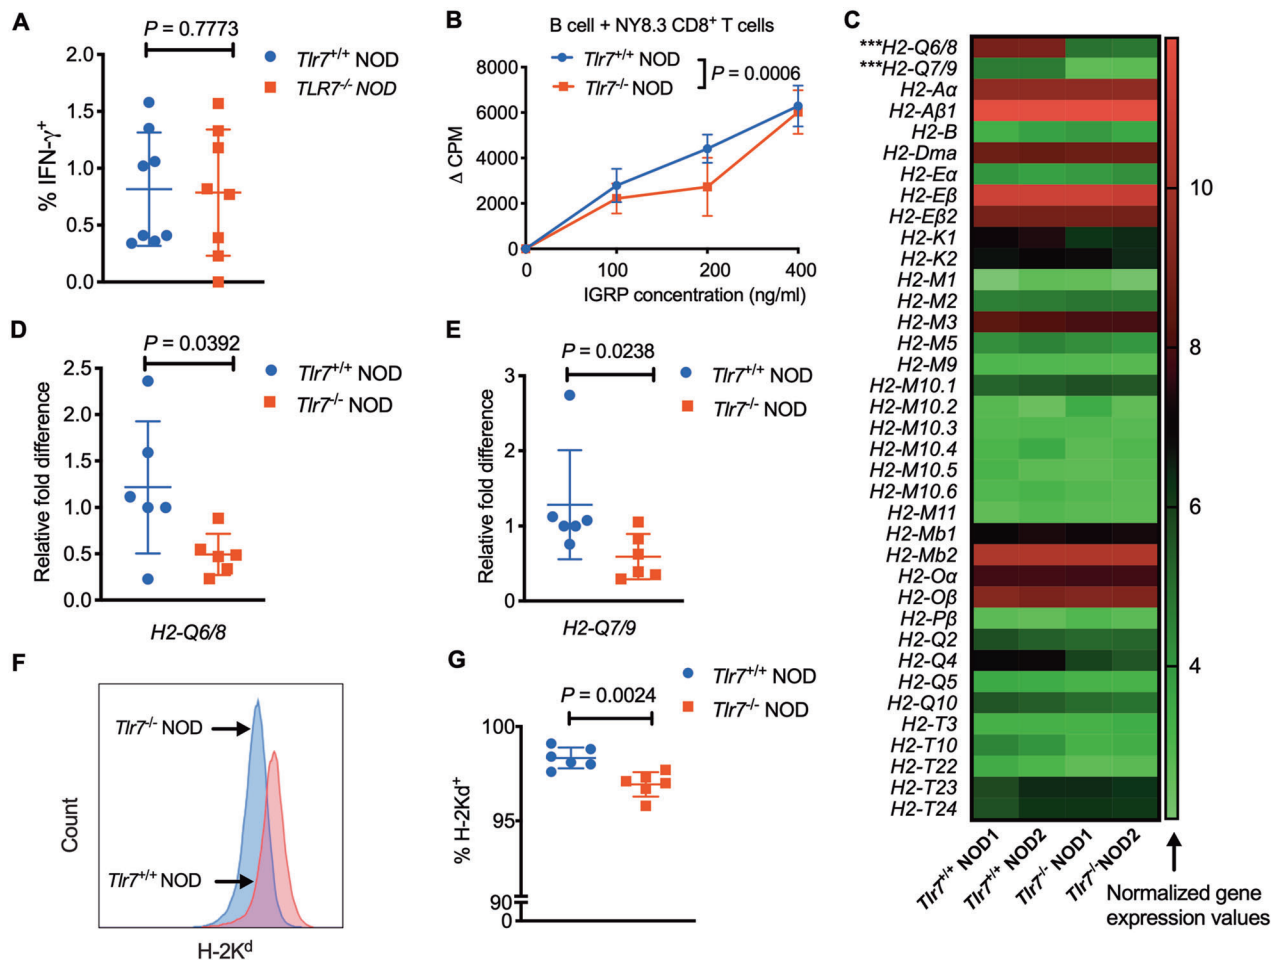 A
P = 0.7773
Tlr7+/+ NOD
TLR7-/- NOD
% IFN-γ+
2.0
1.5
1.0
0.5
0.0
B
B cell + NY8.3 CD8+ T cells
Tlr7+/+ NOD
Tlr7-/- NOD
P = 0.0006
Δ CPM
8000
6000
4000
2000
0
0 100 200 400
IGRP concentration (ng/ml)
C
***H2-Q6/8
***H2-Q7/9
H2-Aα
H2-Aβ1
H2-B
H2-Dma
H2-Eα
H2-Eβ
H2-Eβ2
H2-K1
H2-K2
H2-M1
H2-M2
H2-M3
H2-M5
H2-M9
H2-M10.1
H2-M10.2
H2-M10.3
H2-M10.4
H2-M10.5
H2-M10.6
H2-M11
H2-Mb1
H2-Mb2
H2-Oα
H2-Oβ
H2-Pβ
H2-Q2
H2-Q4
H2-Q5
H2-Q10
H2-T3
H2-T10
H2-T22
H2-T23
H2-T24
10
8
6
4
Tlr7+/+ NOD1
Tlr7+/+ NOD2
Tlr7-/- NOD1
Tlr7-/-NOD2
Normalized gene
expression values
D
P = 0.0392
Tlr7+/+ NOD
Tlr7-/- NOD
Relative fold difference
2.5
2.0
1.5
1.0
0.5
0.0
H2-Q6/8
E
P = 0.0238
Tlr7+/+ NOD
Tlr7-/- NOD
Relative fold difference
3
2
1
0
H2-Q7/9
F
Tlr7-/- NOD
Tlr7+/+ NOD
Count
H-2Kd
G
Tlr7+/+ NOD
Tlr7-/- NOD
P = 0.0024
% H-2Kd+
100
95
90
0